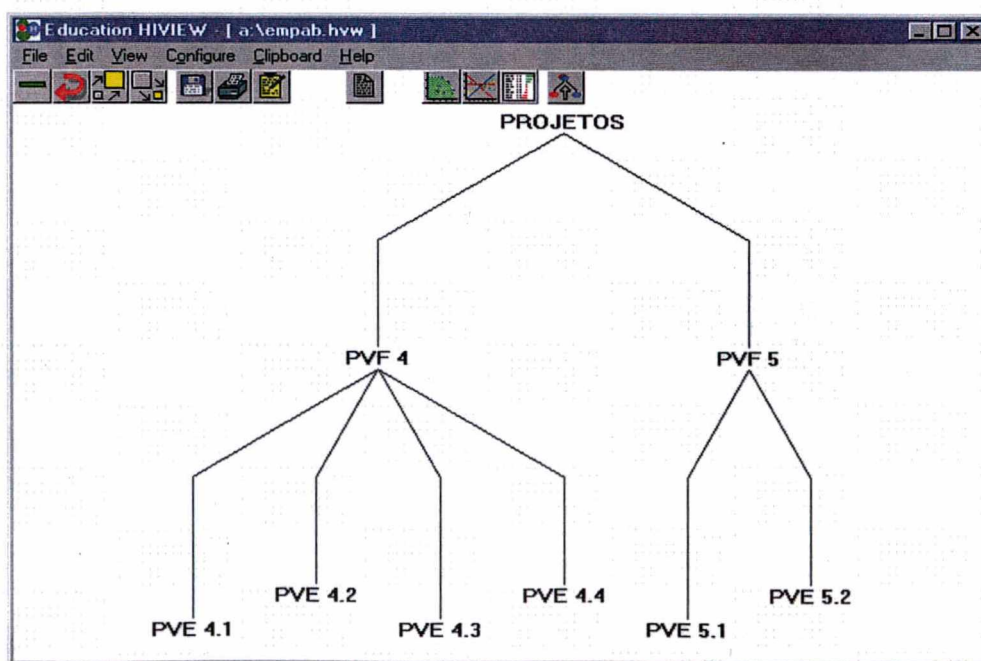 Education HIVIEW - [ a:\empab.hvw ]
File Edit View Configure Clipboard Help
PROJETOS
PVF 4 PVF 5
PVE 4.2 PVE 4.4 PVE 5.2
PVE 4.1 PVE 4.3 PVE 5.1